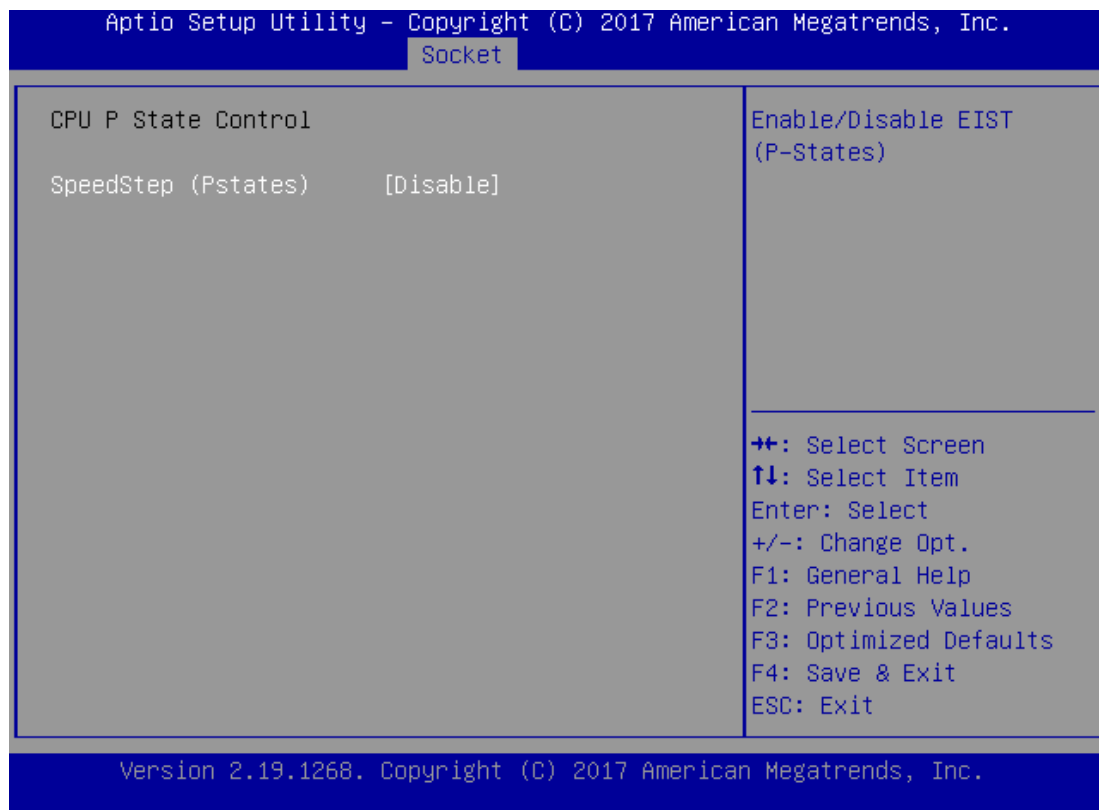 Aptio Setup Utility – Copyright (C) 2017 American Megatrends, Inc.
Socket
CPU P State Control
SpeedStep (Pstates) [Disable]
Enable/Disable EIST
(P-States)
→←: Select Screen
↑↓: Select Item
Enter: Select
+/-: Change Opt.
F1: General Help
F2: Previous Values
F3: Optimized Defaults
F4: Save & Exit
ESC: Exit
Version 2.19.1268. Copyright (C) 2017 American Megatrends, Inc.